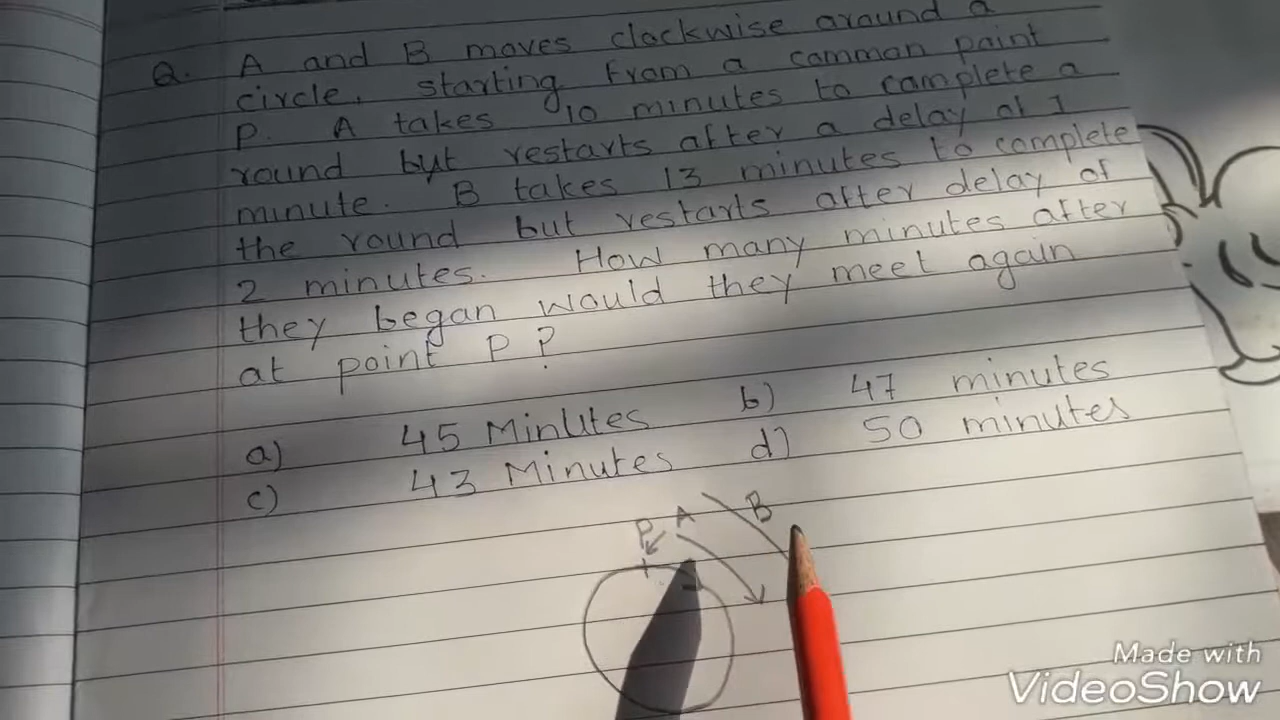 Q. A and B moves clockwise around a
circle, starting from a common point
P. A takes 10 minutes to complete a
round but restarts after a delay of 1
minute. B takes 13 minutes to complete
the round but restarts after delay of
2 minutes. How many minutes after
they began would they meet again
at point P?
a) 45 Minutes b) 47 minutes
c) 43 Minutes d) 50 minutes
P A B
Made with
VideoShow